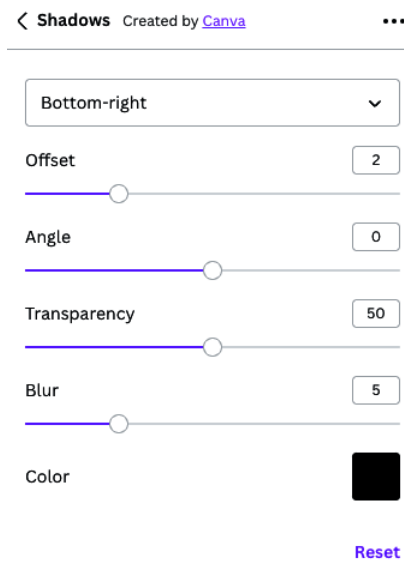 Shadows Created by Canva
Bottom-right
Offset 2
Angle 0
Transparency 50
Blur 5
Color
Reset